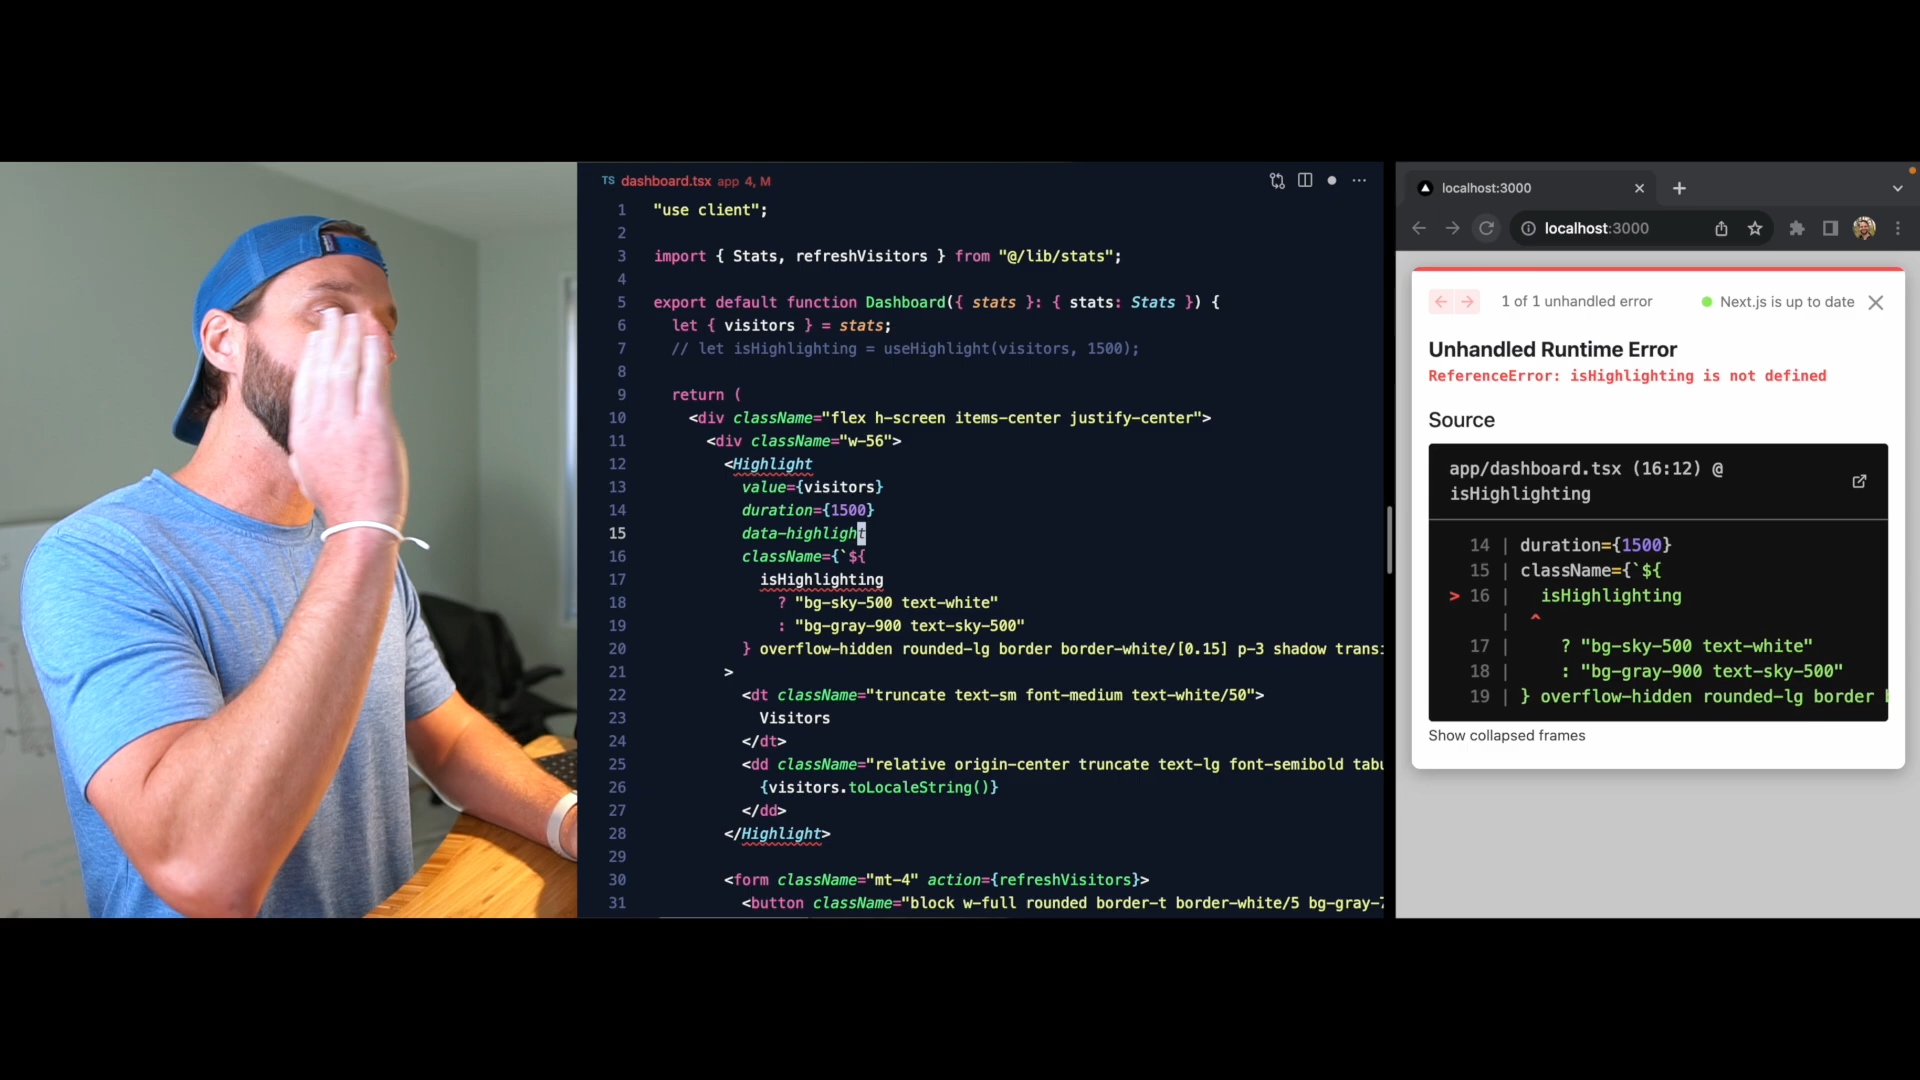 TS dashboard.tsx app 4, M
1 "use client";
2
3 import { Stats, refreshVisitors } from "@/lib/stats";
4
5 export default function Dashboard({ stats }: { stats: Stats }) {
6 let { visitors } = stats;
7 // let isHighlighting = useHighlight(visitors, 1500);
8
9 return (
10 <div className="flex h-screen items-center justify-center">
11 <div className="w-56">
12 <Highlight
13 value={visitors}
14 duration={1500}
15 data-highlight
16 className={`${
17 isHighlighting
18 ? "bg-sky-500 text-white"
19 : "bg-gray-900 text-sky-500"
20 } overflow-hidden rounded-lg border border-white/[0.15] p-3 shadow transi
21 >
22 <dt className="truncate text-sm font-medium text-white/50">
23 Visitors
24 </dt>
25 <dd className="relative origin-center truncate text-lg font-semibold tabu
26 {visitors.toLocaleString()}
27 </dd>
28 </Highlight>
29
30 <form className="mt-4" action={refreshVisitors}>
31 <button className="block w-full rounded border-t border-white/5 bg-gray-7
localhost:3000
localhost:3000
1 of 1 unhandled error
Next.js is up to date
Unhandled Runtime Error
ReferenceError: isHighlighting is not defined
Source
app/dashboard.tsx (16:12) @
isHighlighting
14 | duration={1500}
15 | className={`${
> 16 | isHighlighting
| ^
17 | ? "bg-sky-500 text-white"
18 | : "bg-gray-900 text-sky-500"
19 | } overflow-hidden rounded-lg border
Show collapsed frames